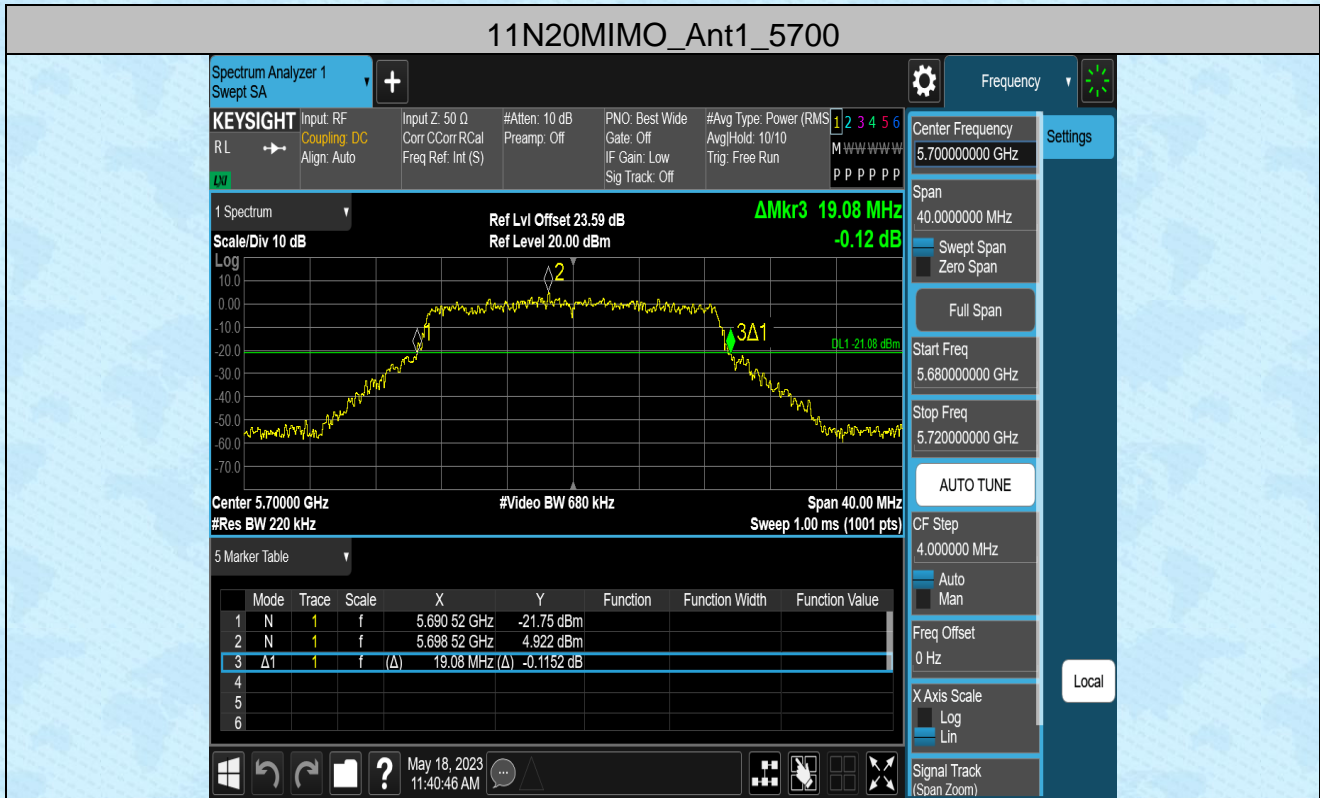 11N20MIMO_Ant1_5700
Spectrum Analyzer 1
Swept SA
+
Frequency
KEYSIGHT
RL
LXI
Input: RF
Coupling: DC
Align: Auto
Input Z: 50 Ω
Corr CCorr RCal
Freq Ref: Int (S)
#Atten: 10 dB
Preamp: Off
PNO: Best Wide
Gate: Off
IF Gain: Low
Sig Track: Off
#Avg Type: Power (RMS
Avg|Hold: 10/10
Trig: Free Run
1 2 3 4 5 6
M W W W W W
P P P P P P
1 Spectrum
Scale/Div 10 dB
Ref Lvl Offset 23.59 dB
Ref Level 20.00 dBm
ΔMkr3 19.08 MHz
-0.12 dB
Log
10.0
0.00
-10.0
-20.0
-30.0
-40.0
-50.0
-60.0
-70.0
1
2
3Δ1
DL1 -21.08 dBm
Center 5.70000 GHz
#Video BW 680 kHz
Span 40.00 MHz
#Res BW 220 kHz
Sweep 1.00 ms (1001 pts)
5 Marker Table
Mode Trace Scale X Y Function Function Width Function Value
1 N 1 f 5.690 52 GHz -21.75 dBm
2 N 1 f 5.698 52 GHz 4.922 dBm
3 Δ1 1 f (Δ) 19.08 MHz (Δ) -0.1152 dB
4
5
6
?
May 18, 2023
11:40:46 AM
Center Frequency
5.700000000 GHz
Settings
Span
40.0000000 MHz
Swept Span
Zero Span
Full Span
Start Freq
5.680000000 GHz
Stop Freq
5.720000000 GHz
AUTO TUNE
CF Step
4.000000 MHz
Auto
Man
Freq Offset
0 Hz
X Axis Scale
Log
Lin
Local
Signal Track
(Span Zoom)